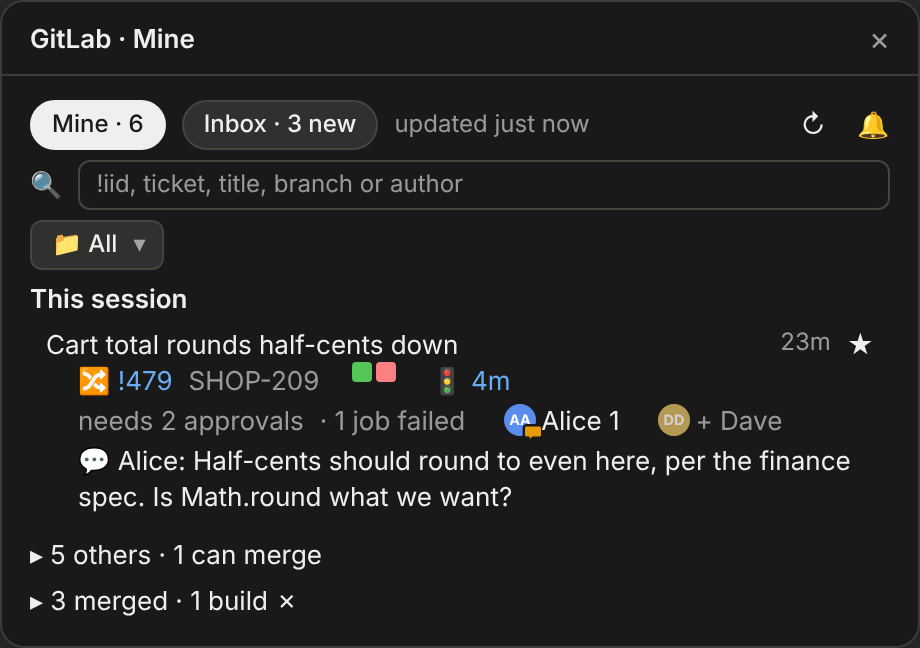 GitLab · Mine ×
Mine · 6 Inbox · 3 new updated just now
!iid, ticket, title, branch or author
All ▾
This session
Cart total rounds half-cents down 23m ★
!479 SHOP-209 4m
needs 2 approvals · 1 job failed AA Alice 1 DD + Dave
Alice: Half-cents should round to even here, per the finance
spec. Is Math.round what we want?
▸ 5 others · 1 can merge
▸ 3 merged · 1 build ×